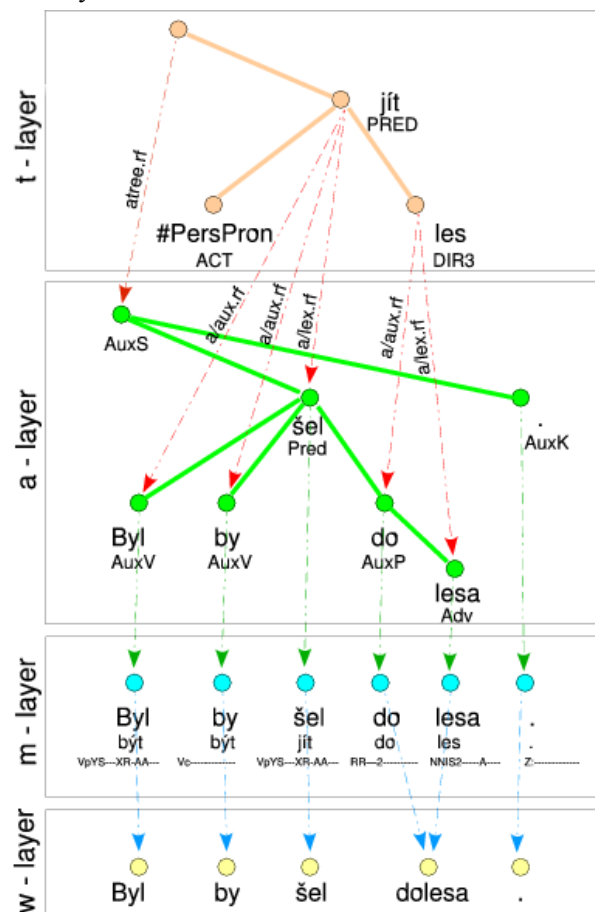 t - layer
jít
PRED
atree.rf
#PersPron
ACT
les
DIR3
a/aux.rf
a/aux.rf
a/lex.rf
a/aux.rf
a/lex.rf
a - layer
AuxS
šel
Pred
.
AuxK
Byl
AuxV
by
AuxV
do
AuxP
lesa
Adv
m - layer
Byl by šel do lesa .
být být jít do les .
VpYS---XR-AA--- Vc------------- VpYS---XR-AA--- RR---2---------- NNIS2-----A---- Z:-------------
w - layer
Byl by šel dolesa .